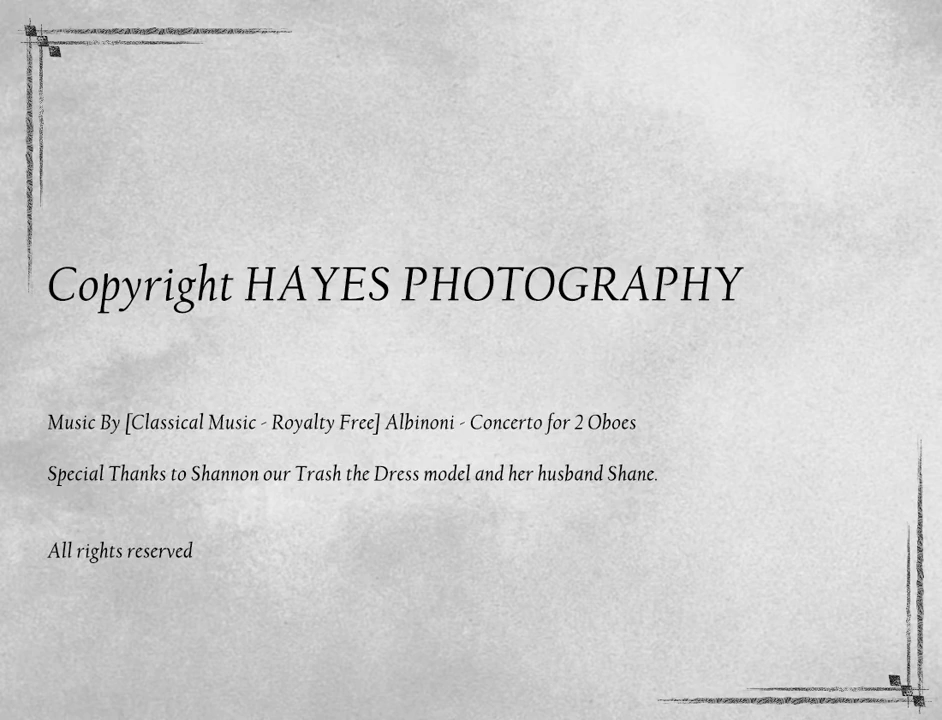 Copyright HAYES PHOTOGRAPHY
Music By [Classical Music - Royalty Free] Albinoni - Concerto for 2 Oboes
Special Thanks to Shannon our Trash the Dress model and her husband Shane.
All rights reserved